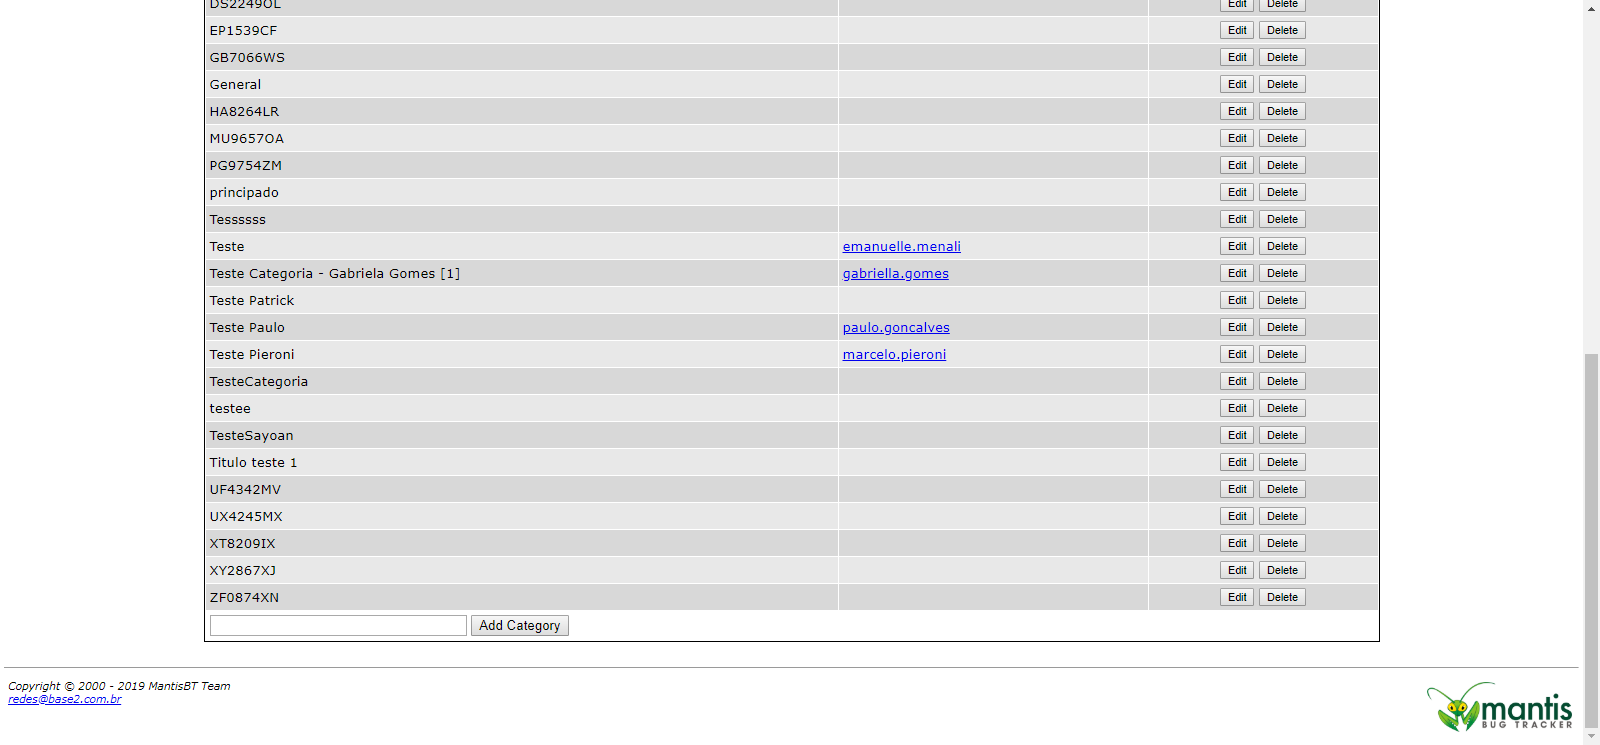 DS2249OL Edit Delete
EP1539CF Edit Delete
GB7066WS Edit Delete
General Edit Delete
HA8264LR Edit Delete
MU9657OA Edit Delete
PG9754ZM Edit Delete
principado Edit Delete
Tessssss Edit Delete
Teste emanuelle.menali Edit Delete
Teste Categoria - Gabriela Gomes [1] gabriella.gomes Edit Delete
Teste Patrick Edit Delete
Teste Paulo paulo.goncalves Edit Delete
Teste Pieroni marcelo.pieroni Edit Delete
TesteCategoria Edit Delete
testee Edit Delete
TesteSayoan Edit Delete
Titulo teste 1 Edit Delete
UF4342MV Edit Delete
UX4245MX Edit Delete
XT8209IX Edit Delete
XY2867XJ Edit Delete
ZF0874XN Edit Delete
Add Category
Copyright © 2000 - 2019 MantisBT Team
redes@base2.com.br
mantis
BUG TRACKER